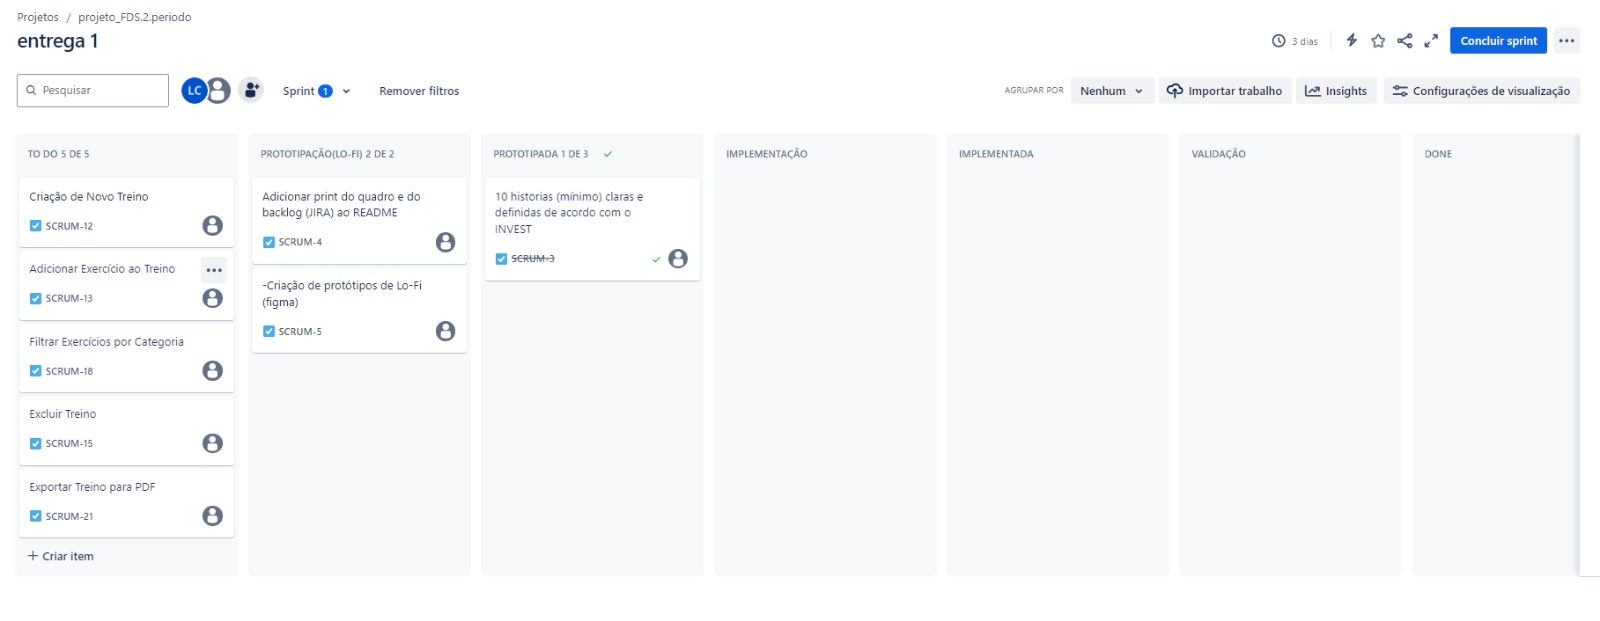 Projetos / projeto_FDS.2.periodo
entrega 1
3 dias
Concluir sprint
Pesquisar
LC
Sprint 1
Remover filtros
AGRUPAR POR
Nenhum
Importar trabalho
Insights
Configurações de visualização
TO DO 5 DE 5
Criação de Novo Treino
SCRUM-12
Adicionar Exercício ao Treino
SCRUM-13
Filtrar Exercícios por Categoria
SCRUM-18
Excluir Treino
SCRUM-15
Exportar Treino para PDF
SCRUM-21
+ Criar item
PROTOTIPAÇÃO(LO-FI) 2 DE 2
Adicionar print do quadro e do
backlog (JIRA) ao README
SCRUM-4
-Criação de protótipos de Lo-Fi
(figma)
SCRUM-5
PROTOTIPADA 1 DE 3
10 historias (mínimo) claras e
definidas de acordo com o
INVEST
SCRUM-3
IMPLEMENTAÇÃO
IMPLEMENTADA
VALIDAÇÃO
DONE